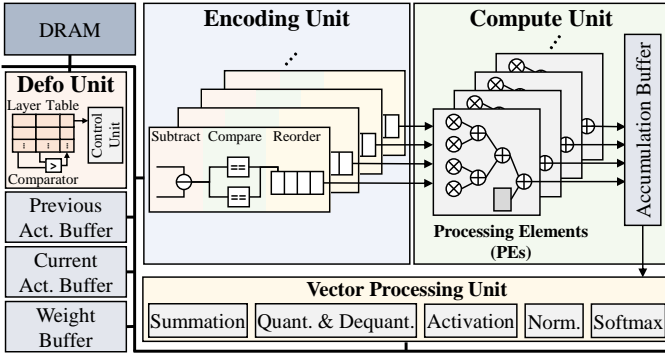 DRAM
Defo Unit
Layer Table
Control
Unit
>
Comparator
Previous
Act. Buffer
Current
Act. Buffer
Weight
Buffer
Encoding Unit
...
Subtract Compare Reorder
==
==
Compute Unit
...
Processing Elements
(PEs)
Accumulation Buffer
Vector Processing Unit
Summation Quant. & Dequant. Activation Norm. Softmax